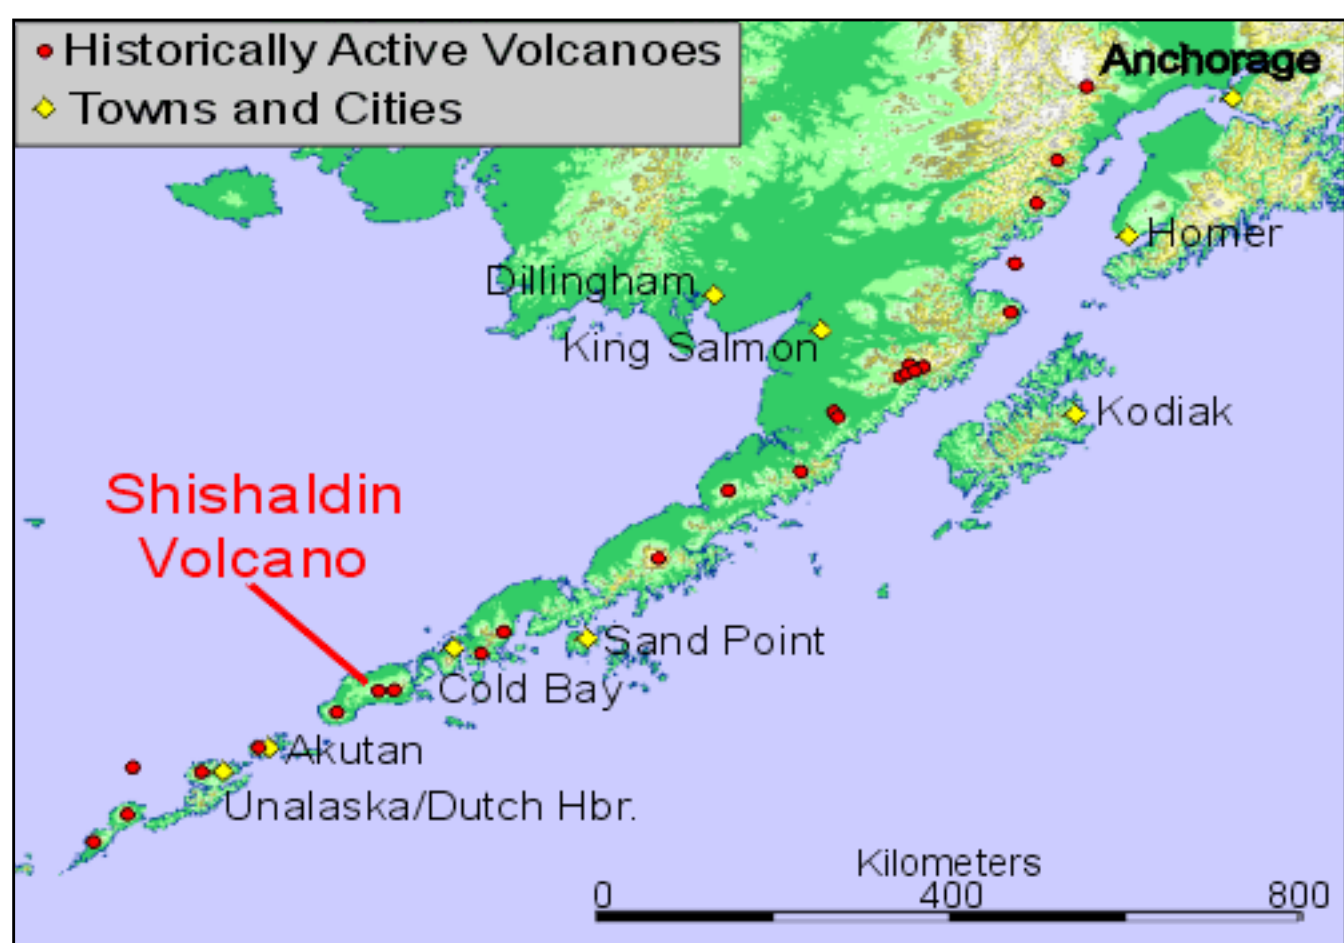 Historically Active Volcanoes
Towns and Cities
Anchorage
Homer
Dillingham
King Salmon
Kodiak
Shishaldin
Volcano
Sand Point
Cold Bay
Akutan
Unalaska/Dutch Hbr.
Kilometers
0 400 800